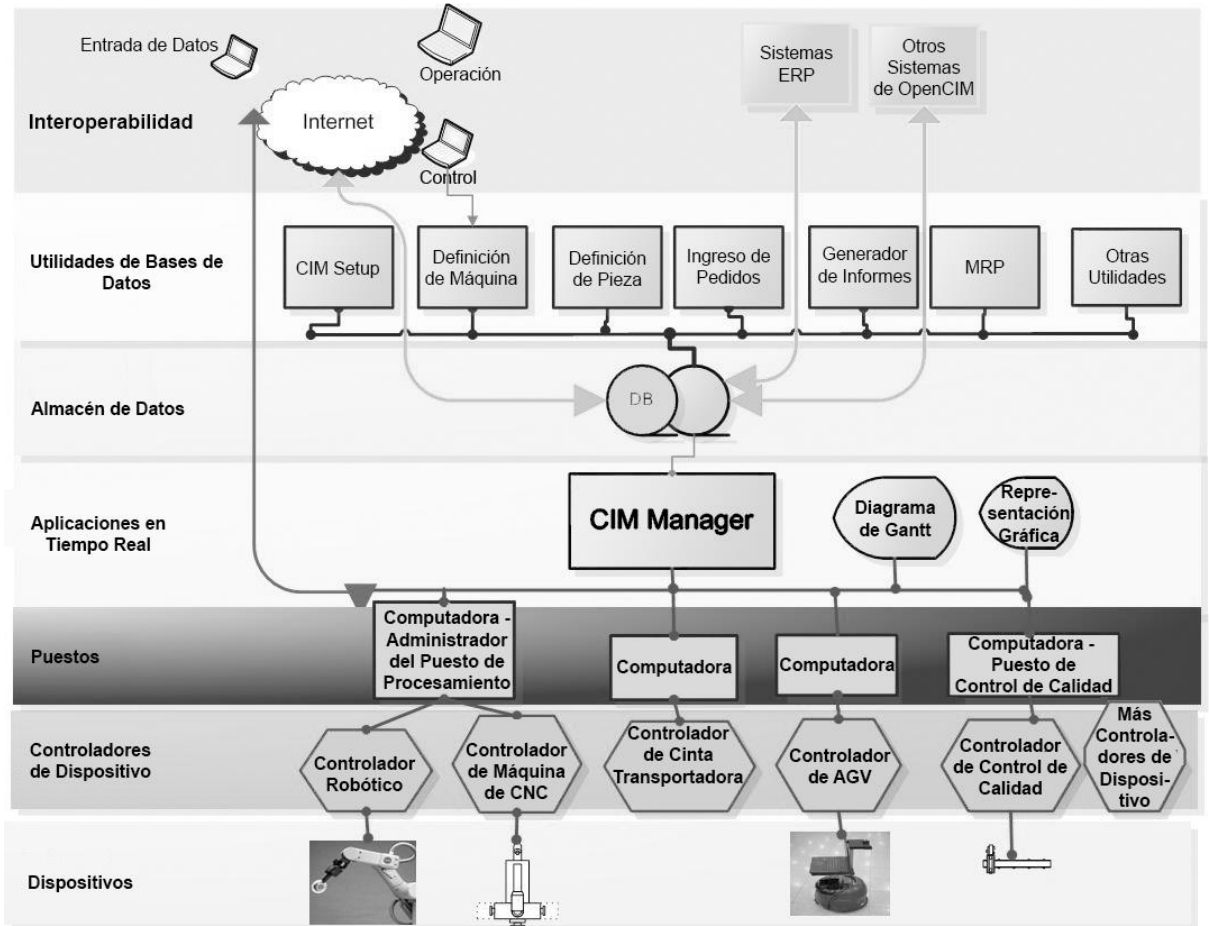 Entrada de Datos
Operación
Sistemas
ERP
Otros
Sistemas
de OpenCIM
Interoperabilidad
Internet
Control
Utilidades de Bases de
Datos
CIM Setup
Definición
de Máquina
Definición
de Pieza
Ingreso de
Pedidos
Generador
de Informes
MRP
Otras
Utilidades
Almacén de Datos
DB
Aplicaciones en
Tiempo Real
CIM Manager
Diagrama
de Gantt
Repre-
sentación
Gráfica
Puestos
Computadora -
Administrador
del Puesto de
Procesamiento
Computadora
Computadora
Computadora -
Puesto de
Control de Calidad
Controladores
de Dispositivo
Controlador
Robótico
Controlador
de Máquina
de CNC
Controlador
de Cinta
Transportadora
Controlador
de AGV
Controlador
de Control de
Calidad
Más
Controla-
dores de
Disposi-
tivo
Dispositivos